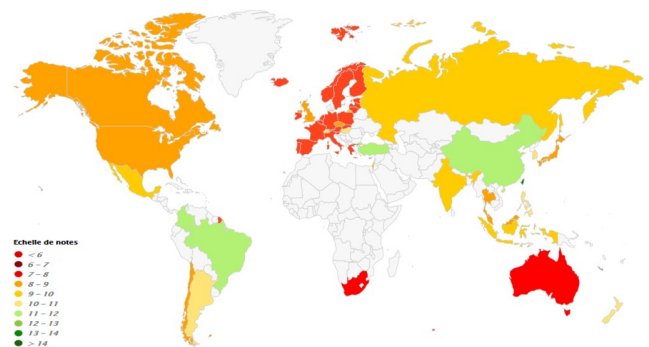 Echelle de notes
< 6
6 – 7
7 – 8
8 – 9
9 – 10
10 – 11
11 – 12
12 – 13
13 – 14
> 14